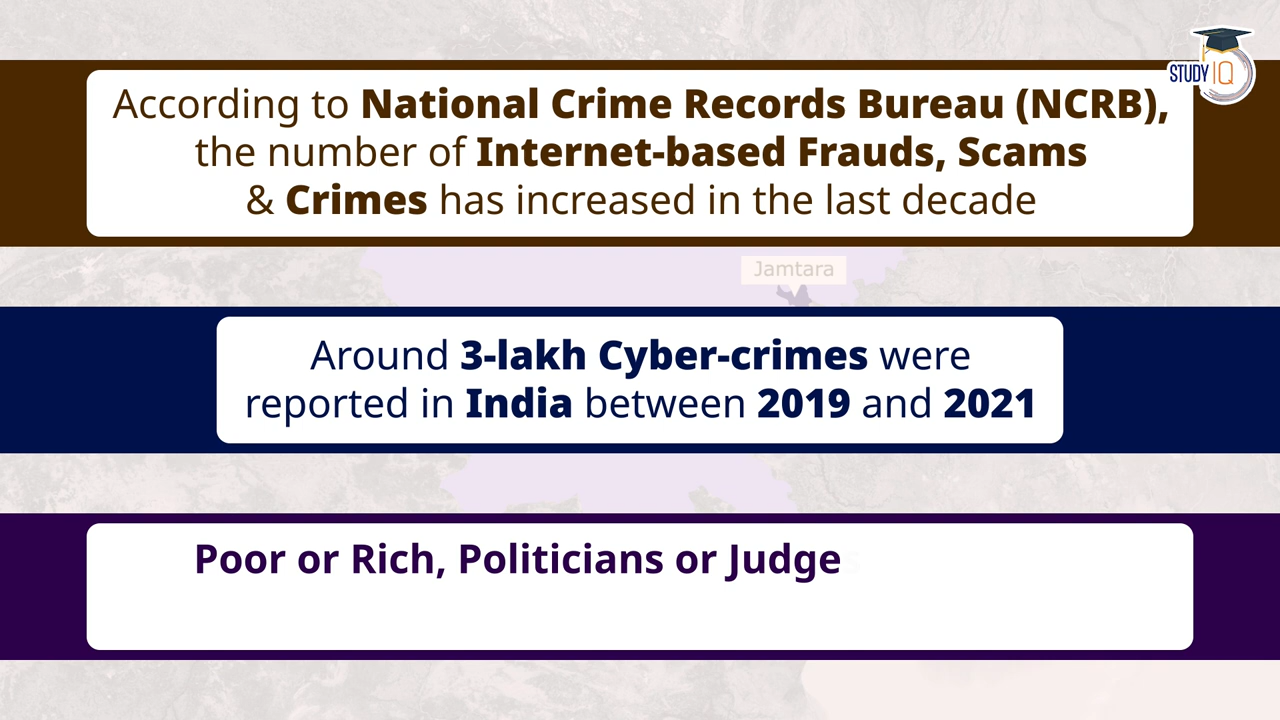 STUDY IQ
According to National Crime Records Bureau (NCRB),
the number of Internet-based Frauds, Scams
& Crimes has increased in the last decade
Jamtara
Around 3-lakh Cyber-crimes were
reported in India between 2019 and 2021
Poor or Rich, Politicians or Judges